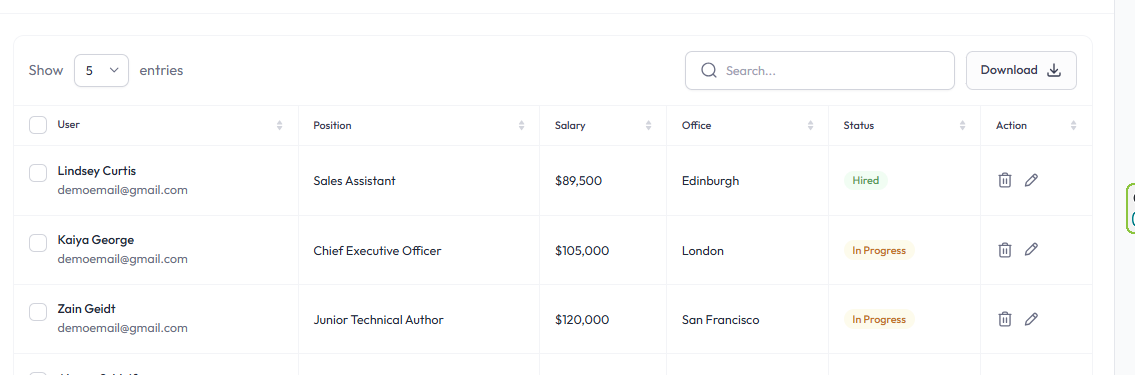 Show 5 entries Search... Download
User Position Salary Office Status Action
Lindsey Curtis
demoemail@gmail.com Sales Assistant $89,500 Edinburgh Hired
Kaiya George
demoemail@gmail.com Chief Executive Officer $105,000 London In Progress
Zain Geidt
demoemail@gmail.com Junior Technical Author $120,000 San Francisco In Progress